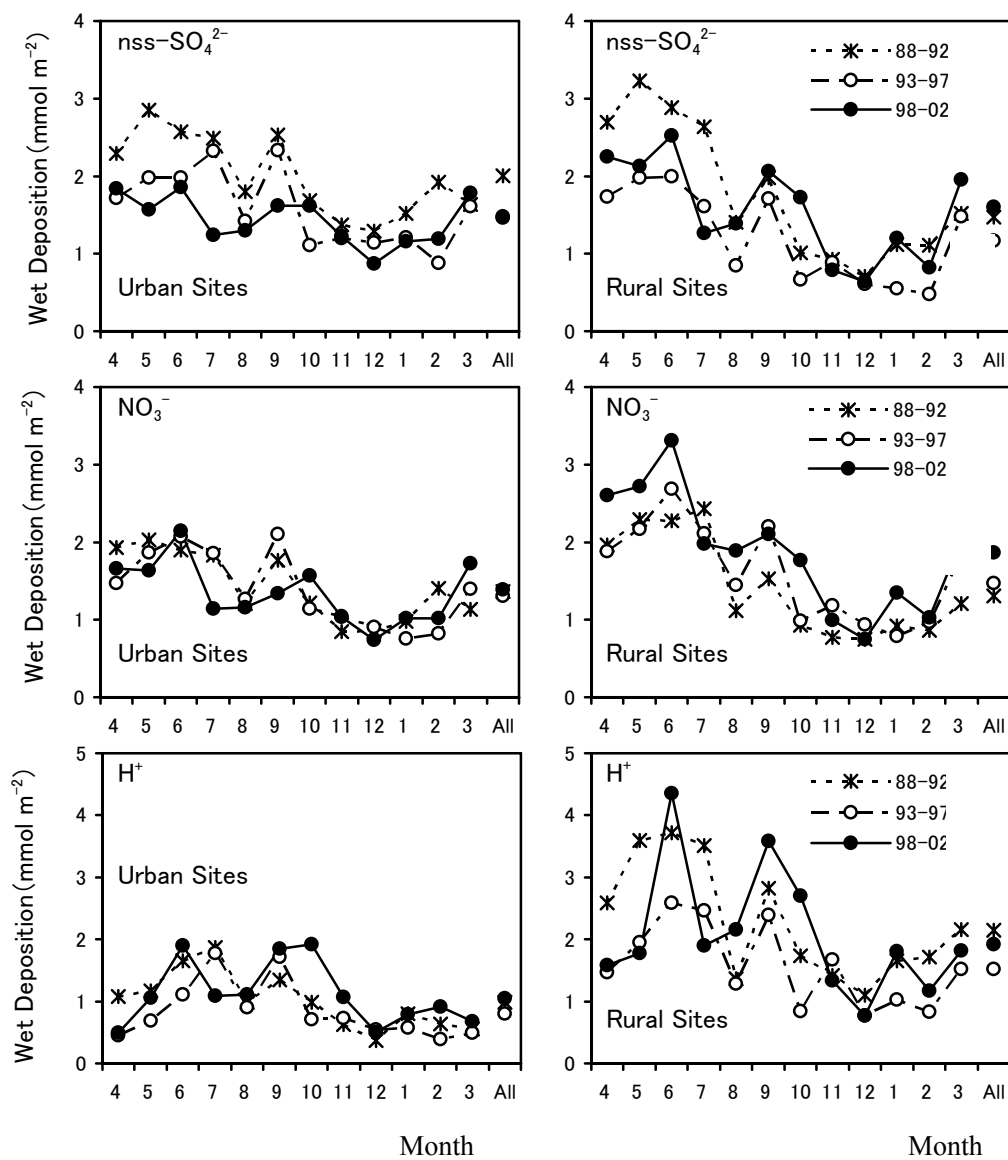 nss-SO₄²⁻
Urban Sites
Wet Deposition (mmol m⁻²)
4
3
2
1
0
4 5 6 7 8 9 10 11 12 1 2 3 All
nss-SO₄²⁻
88-92
93-97
98-02
Rural Sites
4
3
2
1
0
4 5 6 7 8 9 10 11 12 1 2 3 All
NO₃⁻
Urban Sites
Wet Deposition (mmol m⁻²)
4
3
2
1
0
4 5 6 7 8 9 10 11 12 1 2 3 All
NO₃⁻
88-92
93-97
98-02
Rural Sites
4
3
2
1
0
4 5 6 7 8 9 10 11 12 1 2 3 All
H⁺
Urban Sites
Wet Deposition (mmol m⁻²)
5
4
3
2
1
0
4 5 6 7 8 9 10 11 12 1 2 3 All
Month
H⁺
88-92
93-97
98-02
Rural Sites
5
4
3
2
1
0
4 5 6 7 8 9 10 11 12 1 2 3 All
Month